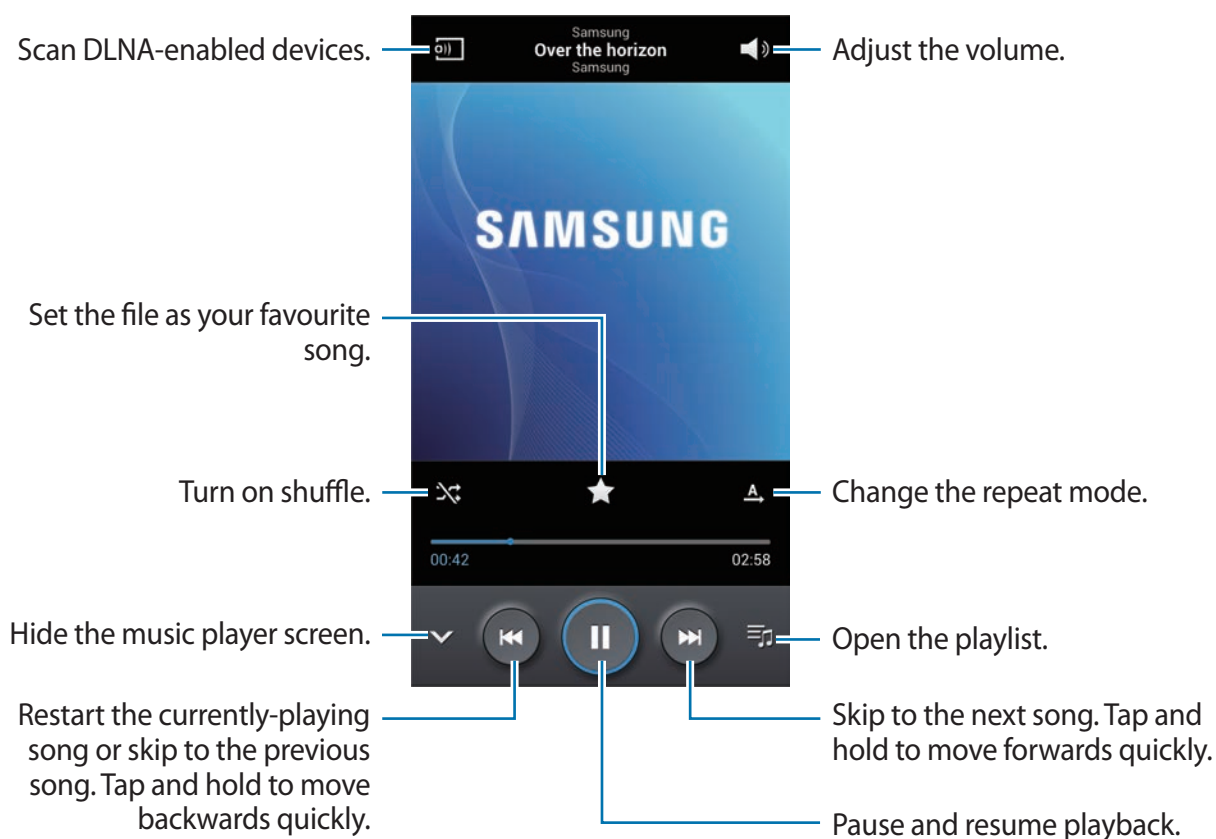 Samsung
Scan DLNA-enabled devices.
Over the horizon
Adjust the volume.
Samsung
SAMSUNG
Set the file as your favourite
song.
Turn on shuffle.
A
Change the repeat mode.
00:42
02:58
Hide the music player screen.
Open the playlist.
Restart the currently-playing
song or skip to the previous
song. Tap and hold to move
backwards quickly.
Skip to the next song. Tap and
hold to move forwards quickly.
Pause and resume playback.